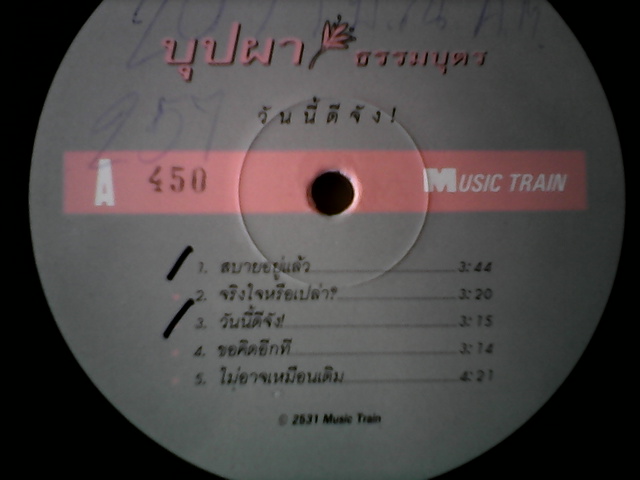 บุปผา ธรรมบุตร
วันนี้ดีจัง!
257
A 450 MUSIC TRAIN
1. สบายอยู่แล้ว 3:44
2. จริงใจหรือเปล่า? 3:20
3. วันนี้ดีจัง! 3:15
4. ขอคิดอีกที 3:14
5. ไม่อาจเหมือนเดิม 4:21
© 2531 Music Train